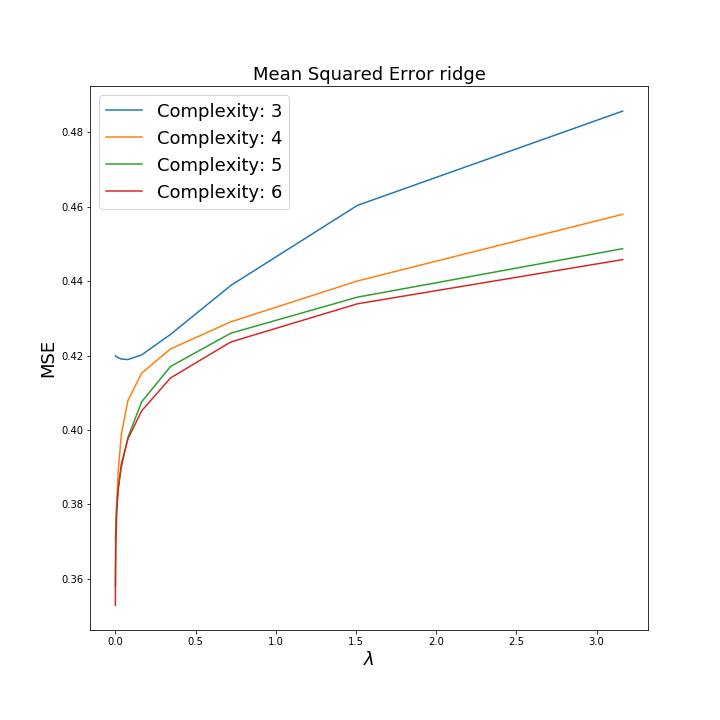 Mean Squared Error ridge
Complexity: 3
Complexity: 4
Complexity: 5
Complexity: 6
MSE
0.48
0.46
0.44
0.42
0.40
0.38
0.36
0.0 0.5 1.0 1.5 2.0 2.5 3.0
λ